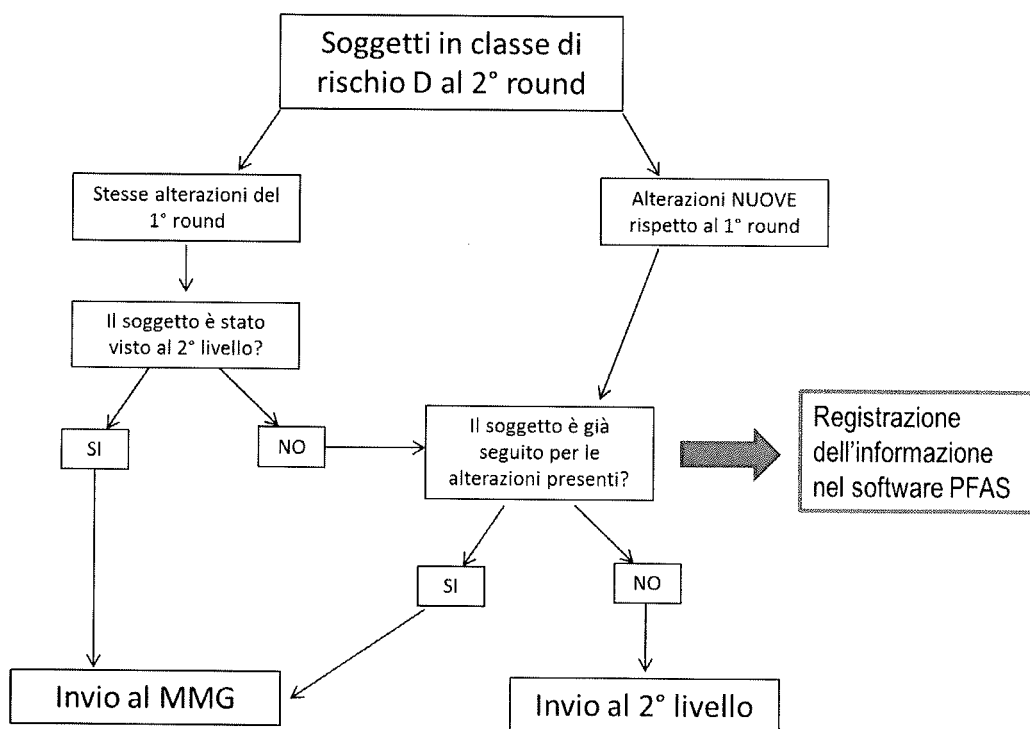 Soggetti in classe di
rischio D al 2° round
Stesse alterazioni del
1° round
Alterazioni NUOVE
rispetto al 1° round
Il soggetto è stato
visto al 2° livello?
SI
NO
Il soggetto è già
seguito per le
alterazioni presenti?
Registrazione
dell'informazione
nel software PFAS
SI
NO
Invio al MMG
Invio al 2° livello